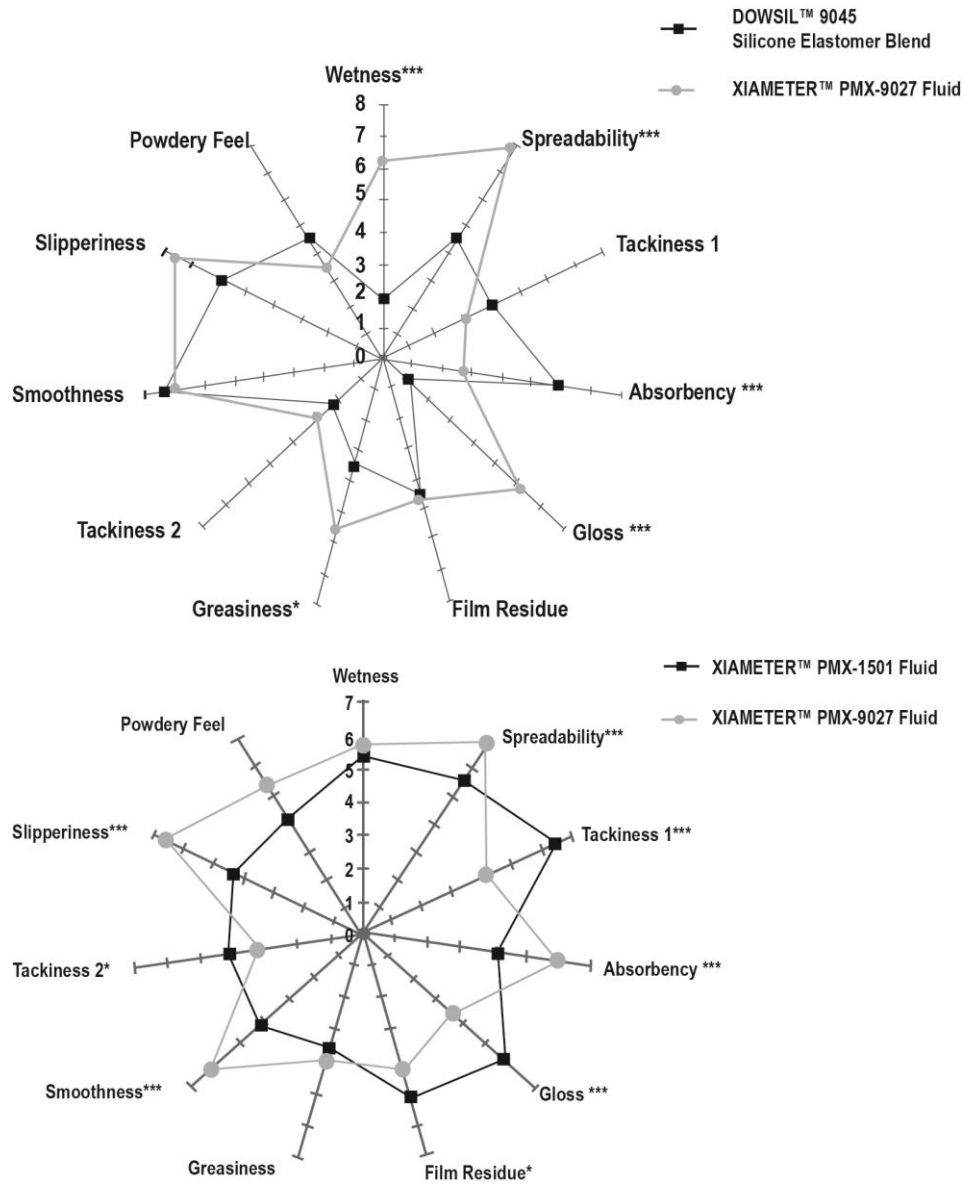 DOWSIL™ 9045
Silicone Elastomer Blend
XIAMETER™ PMX-9027 Fluid
Wetness***
8
7
6
5
4
3
2
1
0
Powdery Feel
Spreadability***
Slipperiness
Tackiness 1
Smoothness
Absorbency ***
Tackiness 2
Gloss ***
Greasiness*
Film Residue
XIAMETER™ PMX-1501 Fluid
XIAMETER™ PMX-9027 Fluid
Wetness
7
6
5
4
3
2
1
0
Powdery Feel
Spreadability***
Slipperiness***
Tackiness 1***
Tackiness 2*
Absorbency ***
Smoothness***
Gloss ***
Greasiness
Film Residue*